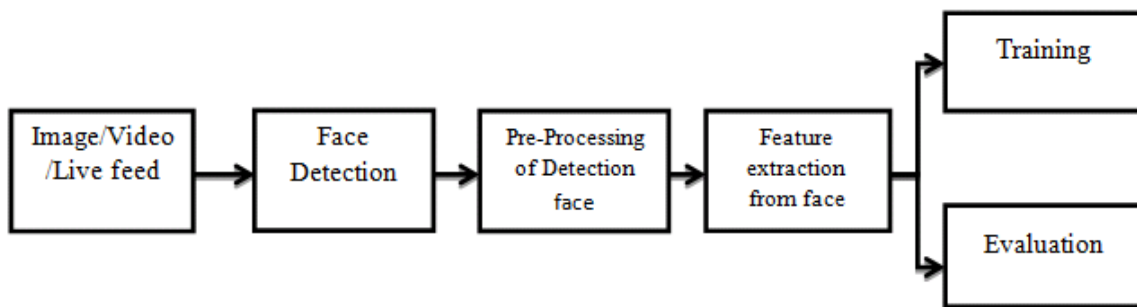 Image/Video
/Live feed
Face
Detection
Pre-Processing
of Detection
face
Feature
extraction
from face
Training
Evaluation